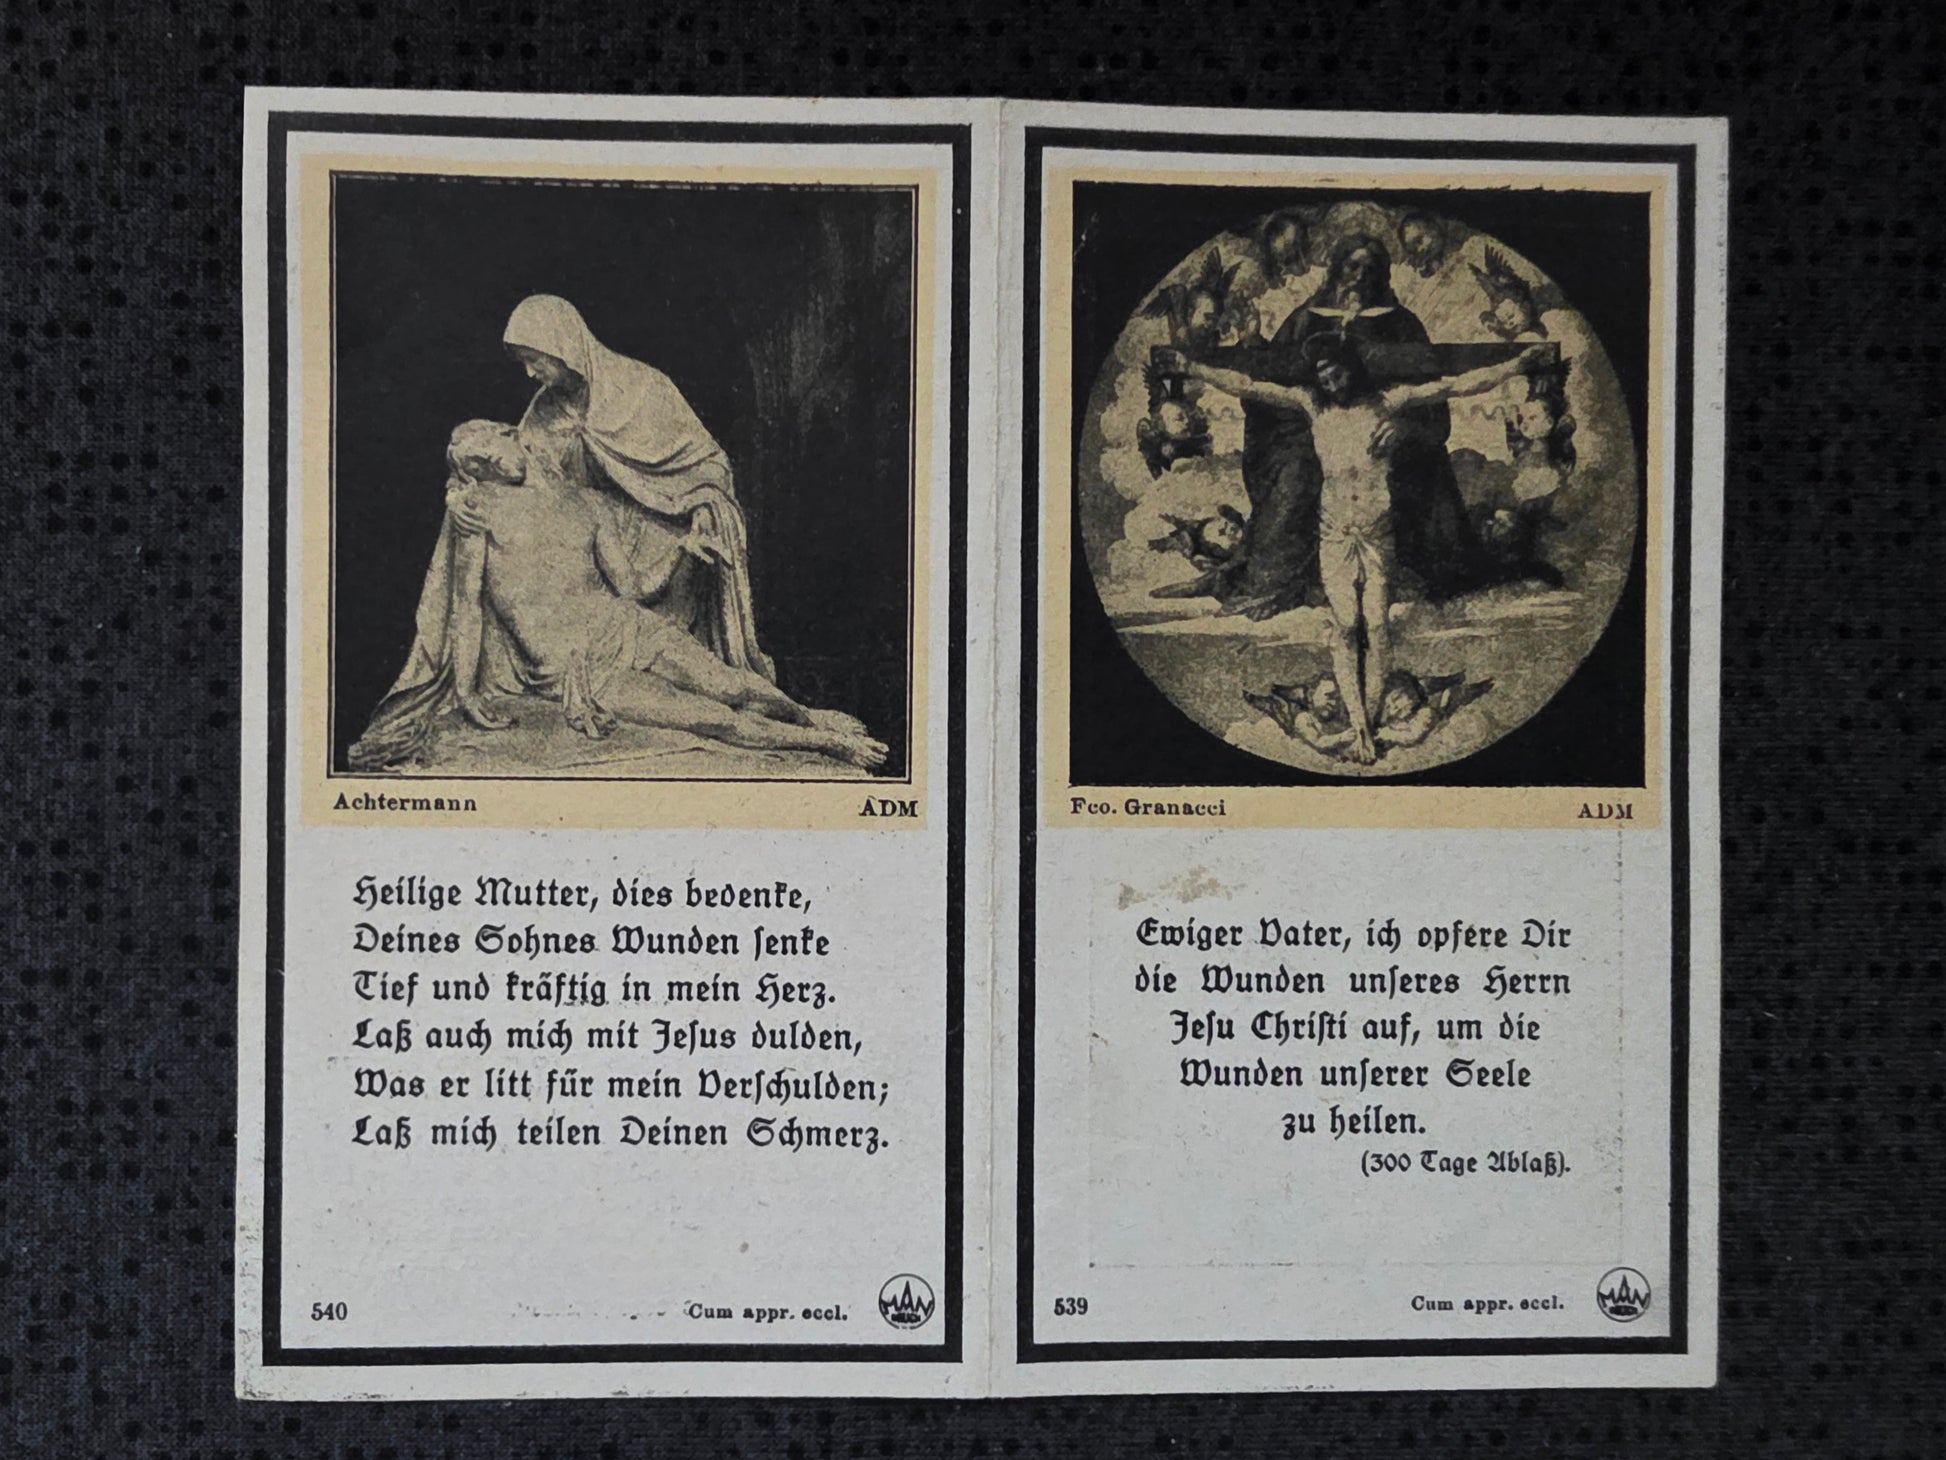 Achtermann
ADM
Heilige Mutter, dies bedenke,
Deines Sohnes Wunden senke
Tief und kräftig in mein Herz.
Laß auch mich mit Jesus dulden,
Was er litt für mein Verschulden;
Laß mich teilen Deinen Schmerz.
540
Cum appr. eccl.
Fco. Granacci
ADM
Ewiger Vater, ich opfere Dir
die Wunden unseres Herrn
Jesu Christi auf, um die
Wunden unserer Seele
zu heilen.
(300 Tage Ablaß).
539
Cum appr. eccl.